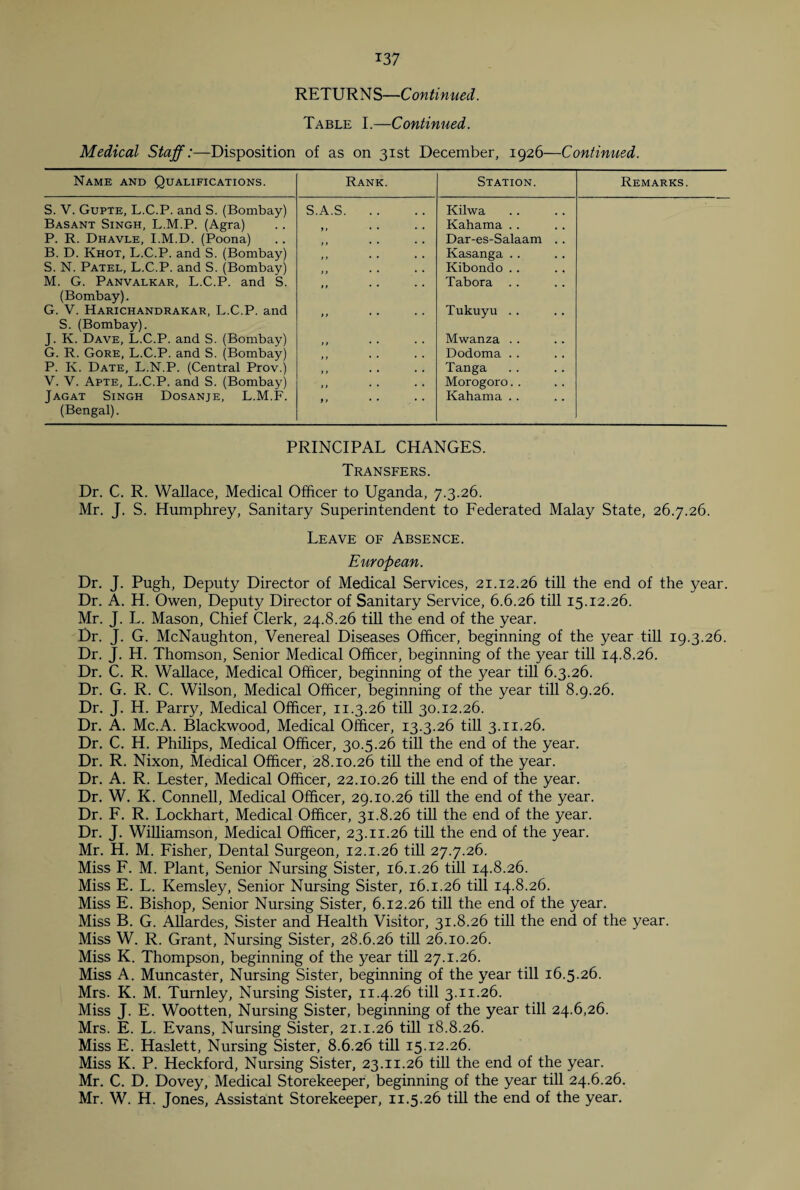 137
RETURNS—Continued.
Table I.—Continued.
Medical Staff:—Disposition of as on 31st December, 1926—Continued.
Name and Qualifications. Rank. Station. Remarks.
S. V. Gupte, L.C.P. and S. (Bombay) S.A.S. .. .. Kilwa .. ..
Basant Singh, L.M.P. (Agra) .. ,, .. .. Kahama .. ..
P. R. Dhavle, I.M.D. (Poona) .. ,, .. .. Dar-es-Salaam ..
B. D. Khot, L.C.P. and S. (Bombay) ,, .. .. Kasanga .. ..
S. N. Patel, L.C.P. and S. (Bombay) ,, .. .. Kibondo .. ..
M. G. Panvalkar, L.C.P. and S. ,, .. .. Tabora .. ..
(Bombay).
G. V. Harichandrakar, L.C.P. and ,, .. .. Tukuyu .. ..
S. (Bombay).
J. K. Dave, L.C.P. and S. (Bombay) ,, .. .. Mwanza .. ..
G. R. Gore, L.C.P. and S. (Bombay) ,, .. .. Dodoma .. ..
P. K. Date, L.N.P. (Central Prov.) ,, .. .. Tanga .. ..
V. V. Apte, L.C.P. and S. (Bombay) ,, .. .. Morogoro.. ..
Jagat Singh Dosanje, L.M.F. ,, .. .. Kahama .. ..
(Bengal).
PRINCIPAL CHANGES.
Transfers.
Dr. C. R. Wallace, Medical Officer to Uganda, 7.3.26.
Mr. J. S. Humphrey, Sanitary Superintendent to Federated Malay State, 26.7.26.
Leave of Absence.
European.
Dr. J. Pugh, Deputy Director of Medical Services, 21.12.26 till the end of the year.
Dr. A. H. Owen, Deputy Director of Sanitary Service, 6.6.26 till 15.12.26.
Mr. J. L. Mason, Chief Clerk, 24.8.26 till the end of the year.
Dr. J. G. McNaughton, Venereal Diseases Officer, beginning of the year till 19.3.26.
Dr. J. H. Thomson, Senior Medical Officer, beginning of the year till 14.8.26.
Dr. C. R. Wallace, Medical Officer, beginning of the year till 6.3.26.
Dr. G. R. C. Wilson, Medical Officer, beginning of the year till 8.9.26.
Dr. J. H. Parry, Medical Officer, 11.3.26 till 30.12.26.
Dr. A. Mc.A. Blackwood, Medical Officer, 13.3.26 till 3.11.26.
Dr. C. H. Philips, Medical Officer, 30.5.26 till the end of the year.
Dr. R. Nixon, Medical Officer, 28.10.26 till the end of the year.
Dr. A. R. Lester, Medical Officer, 22.10.26 till the end of the year.
Dr. W. K. Connell, Medical Officer, 29.10.26 till the end of the year.
Dr. F. R. Lockhart, Medical Officer, 31.8.26 till the end of the year.
Dr. J. Williamson, Medical Officer, 23.11.26 till the end of the year.
Mr. H. M. Fisher, Dental Surgeon, 12.1.26 till 27.7.26.
Miss F. M. Plant, Senior Nursing Sister, 16.1.26 till 14.8.26.
Miss E. L. Kemsley, Senior Nursing Sister, 16.1.26 till 14.8.26.
Miss E. Bishop, Senior Nursing Sister, 6.12.26 till the end of the year.
Miss B. G. Allardes, Sister and Health Visitor, 31.8.26 till the end of the year.
Miss W. R. Grant, Nursing Sister, 28.6.26 till 26.10.26.
Miss K. Thompson, beginning of the year till 27.1.26.
Miss A. Muncaster, Nursing Sister, beginning of the year till 16.5.26.
Mrs. K. M. Turnley, Nursing Sister, 11.4.26 till 3.11.26.
Miss J. E. Wootten, Nursing Sister, beginning of the year till 24.6,26.
Mrs. E. L. Evans, Nursing Sister, 21.1.26 till 18.8.26.
Miss E. Haslett, Nursing Sister, 8.6.26 till 15.12.26.
Miss K. P. Heckford, Nursing Sister, 23.11.26 till the end of the year.
Mr. C. D. Dovey, Medical Storekeeper, beginning of the year till 24.6.26.
Mr. W. H. Jones, Assistant Storekeeper, 11.5.26 till the end of the year.